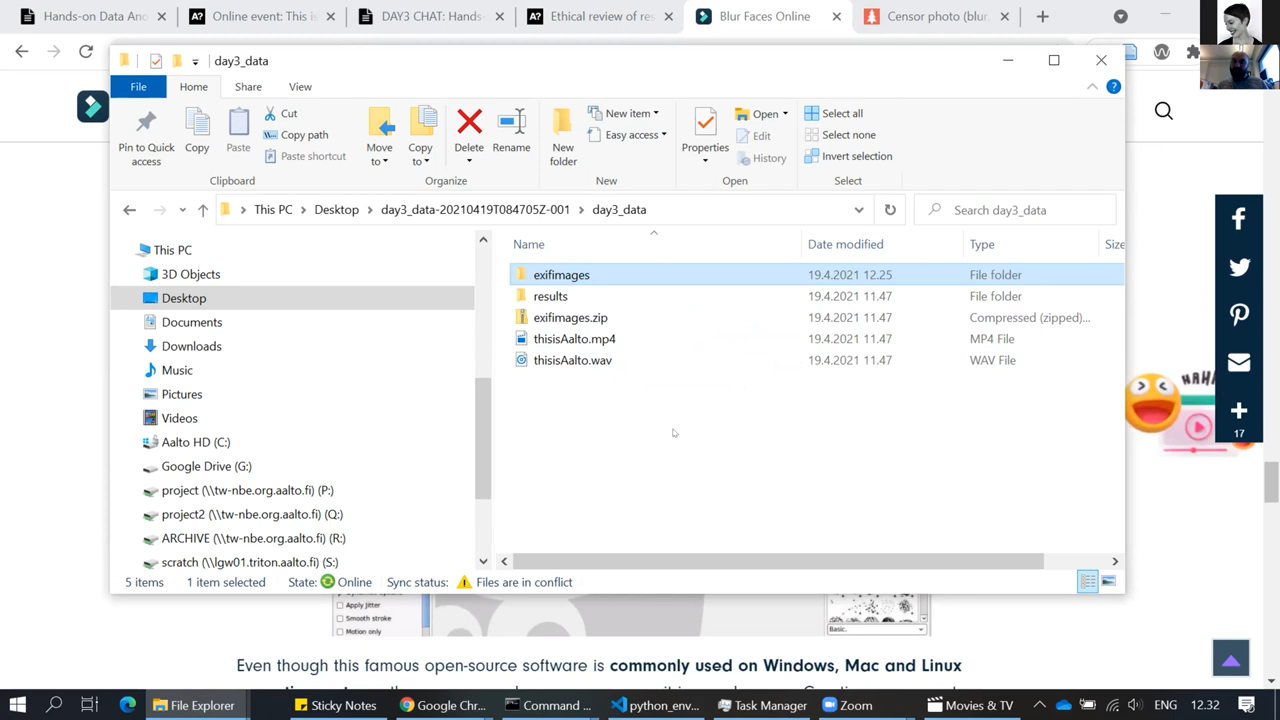 Hands-on Data And
Online event: This is
DAY3 CHAT: Hands-
Ethical review of res
Blur Faces Online
Censor photo (blur,
day3_data
File
Home
Share
View
Pin to Quick access
Copy
Paste
Cut
Copy path
Paste shortcut
Move to
Copy to
Delete
Rename
New folder
New item
Easy access
Properties
Open
Edit
History
Select all
Select none
Invert selection
Clipboard
Organize
New
Open
Select
This PC
Desktop
day3_data-20210419T084705Z-001
day3_data
Search day3_data
Name
Date modified
Type
Size
exifimages 19.4.2021 12.25 File folder
results 19.4.2021 11.47 File folder
exifimages.zip 19.4.2021 11.47 Compressed (zipped)...
thisisAalto.mp4 19.4.2021 11.47 MP4 File
thisisAalto.wav 19.4.2021 11.47 WAV File
This PC
3D Objects
Desktop
Documents
Downloads
Music
Pictures
Videos
Aalto HD (C:)
Google Drive (G:)
project (\\tw-nbe.org.aalto.fi) (P:)
project2 (\\tw-nbe.org.aalto.fi) (Q:)
ARCHIVE (\\tw-nbe.org.aalto.fi) (R:)
scratch (\\lgw01.triton.aalto.fi) (S:)
5 items
1 item selected
State: Online
Sync status: Files are in conflict
17
Apply Jitter
Smooth stroke
Motion only
Basic.
Even though this famous open-source software is commonly used on Windows, Mac and Linux
File Explorer
Sticky Notes
Google Chr...
Command ...
python_env...
Task Manager
Zoom
Movies & TV
ENG
12.32